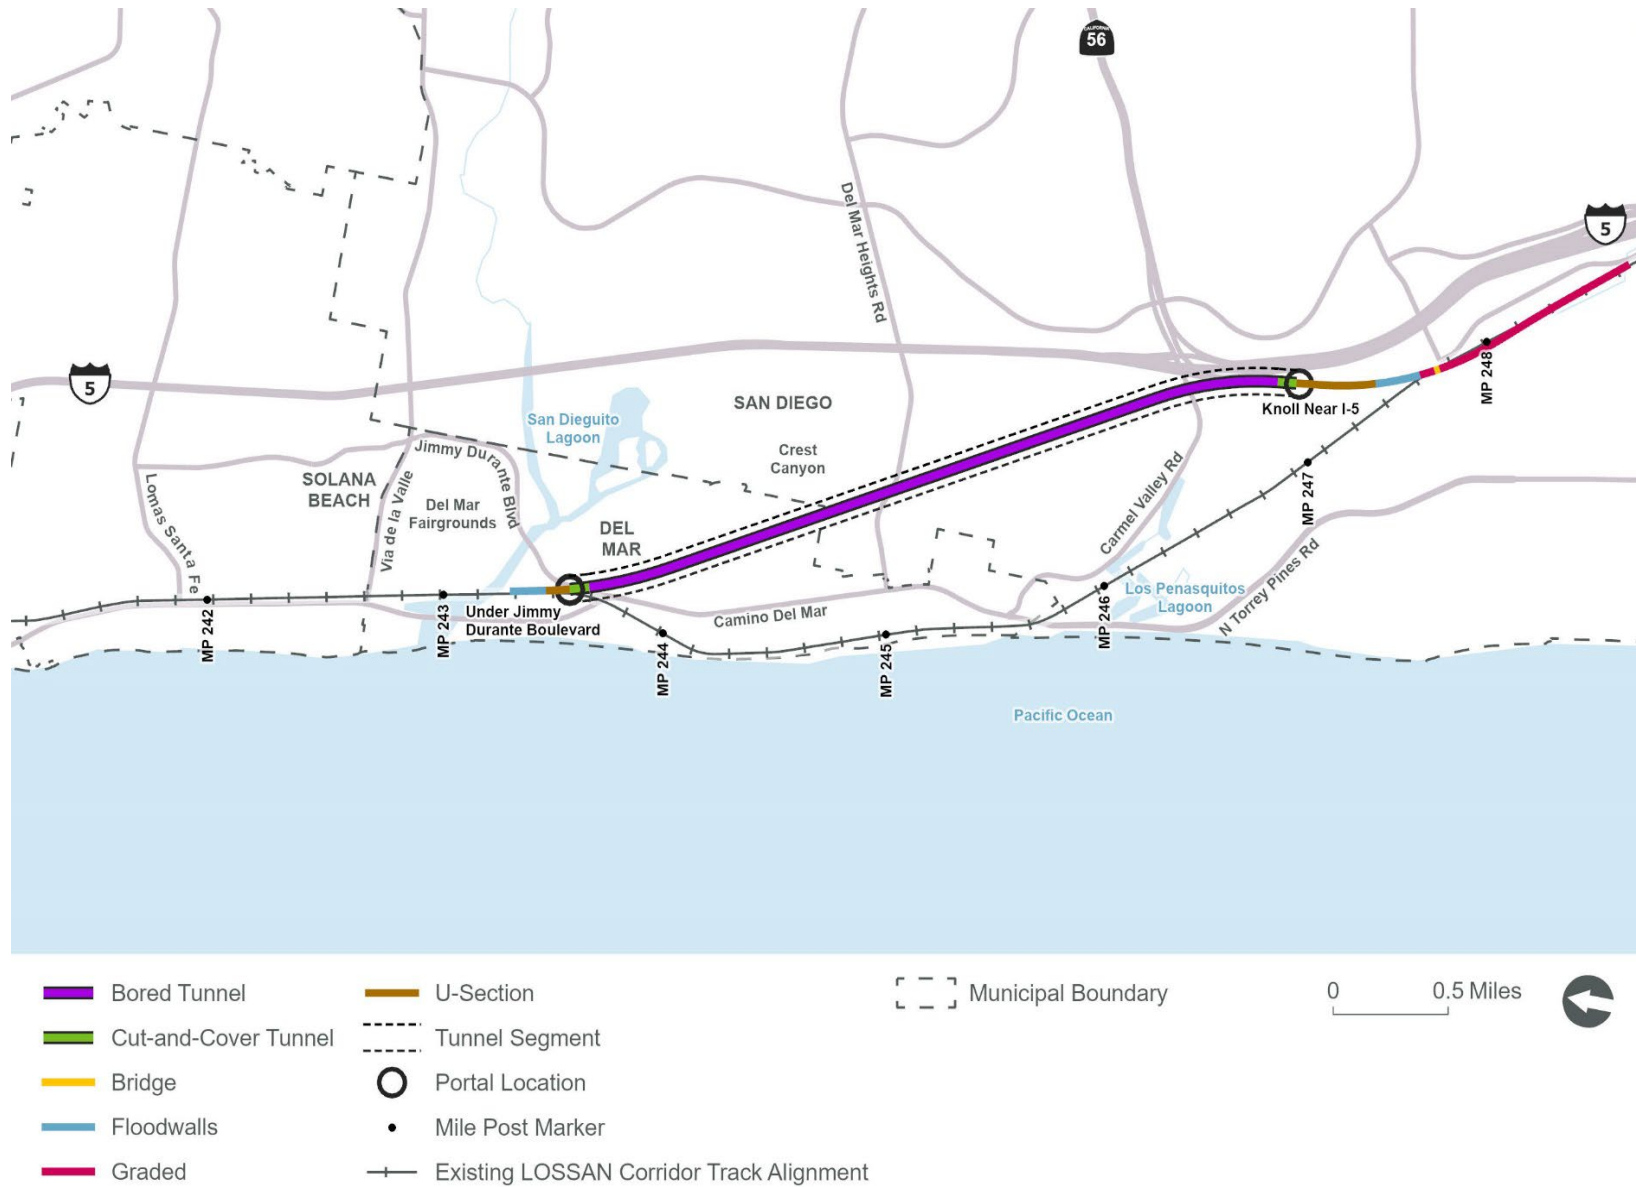 CALIFORNIA
56
5
Del Mar Heights Rd
5
SAN DIEGO
San Dieguito
Lagoon
Knoll Near I-5
MP 248
Crest
Canyon
Jimmy Durante Blvd
SOLANA
BEACH
Lomas Santa Fe
Via de la Valle
Del Mar
Fairgrounds
DEL
MAR
Carmel Valley Rd
MP 247
N Torrey Pines Rd
Los Penasquitos
Lagoon
Under Jimmy
Durante Boulevard
Camino Del Mar
MP 242
MP 243
MP 244
MP 245
MP 246
Pacific Ocean
Bored Tunnel
Cut-and-Cover Tunnel
Bridge
Floodwalls
Graded
U-Section
Tunnel Segment
Portal Location
Mile Post Marker
Existing LOSSAN Corridor Track Alignment
Municipal Boundary
0 0.5 Miles